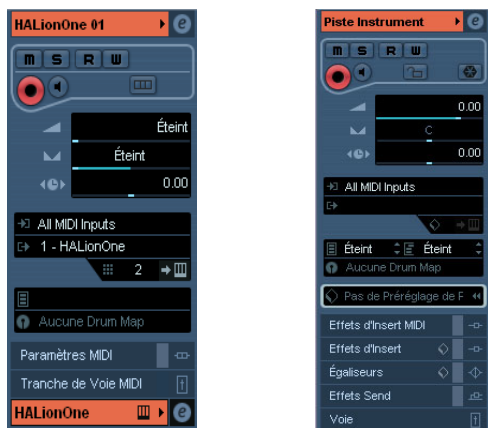 HALionOne 01
e
m S R W
Éteint
Éteint
0.00
All MIDI Inputs
1 - HALionOne
2
Aucune Drum Map
Paramètres MIDI
Tranche de Voie MIDI
HALionOne
e
Piste Instrument
e
m S R W
0.00
C
0.00
All MIDI Inputs
Éteint Éteint
Aucune Drum Map
Pas de Préréglage de F
Effets d'Insert MIDI
Effets d'Insert
Égaliseurs
Effets Send
Voie